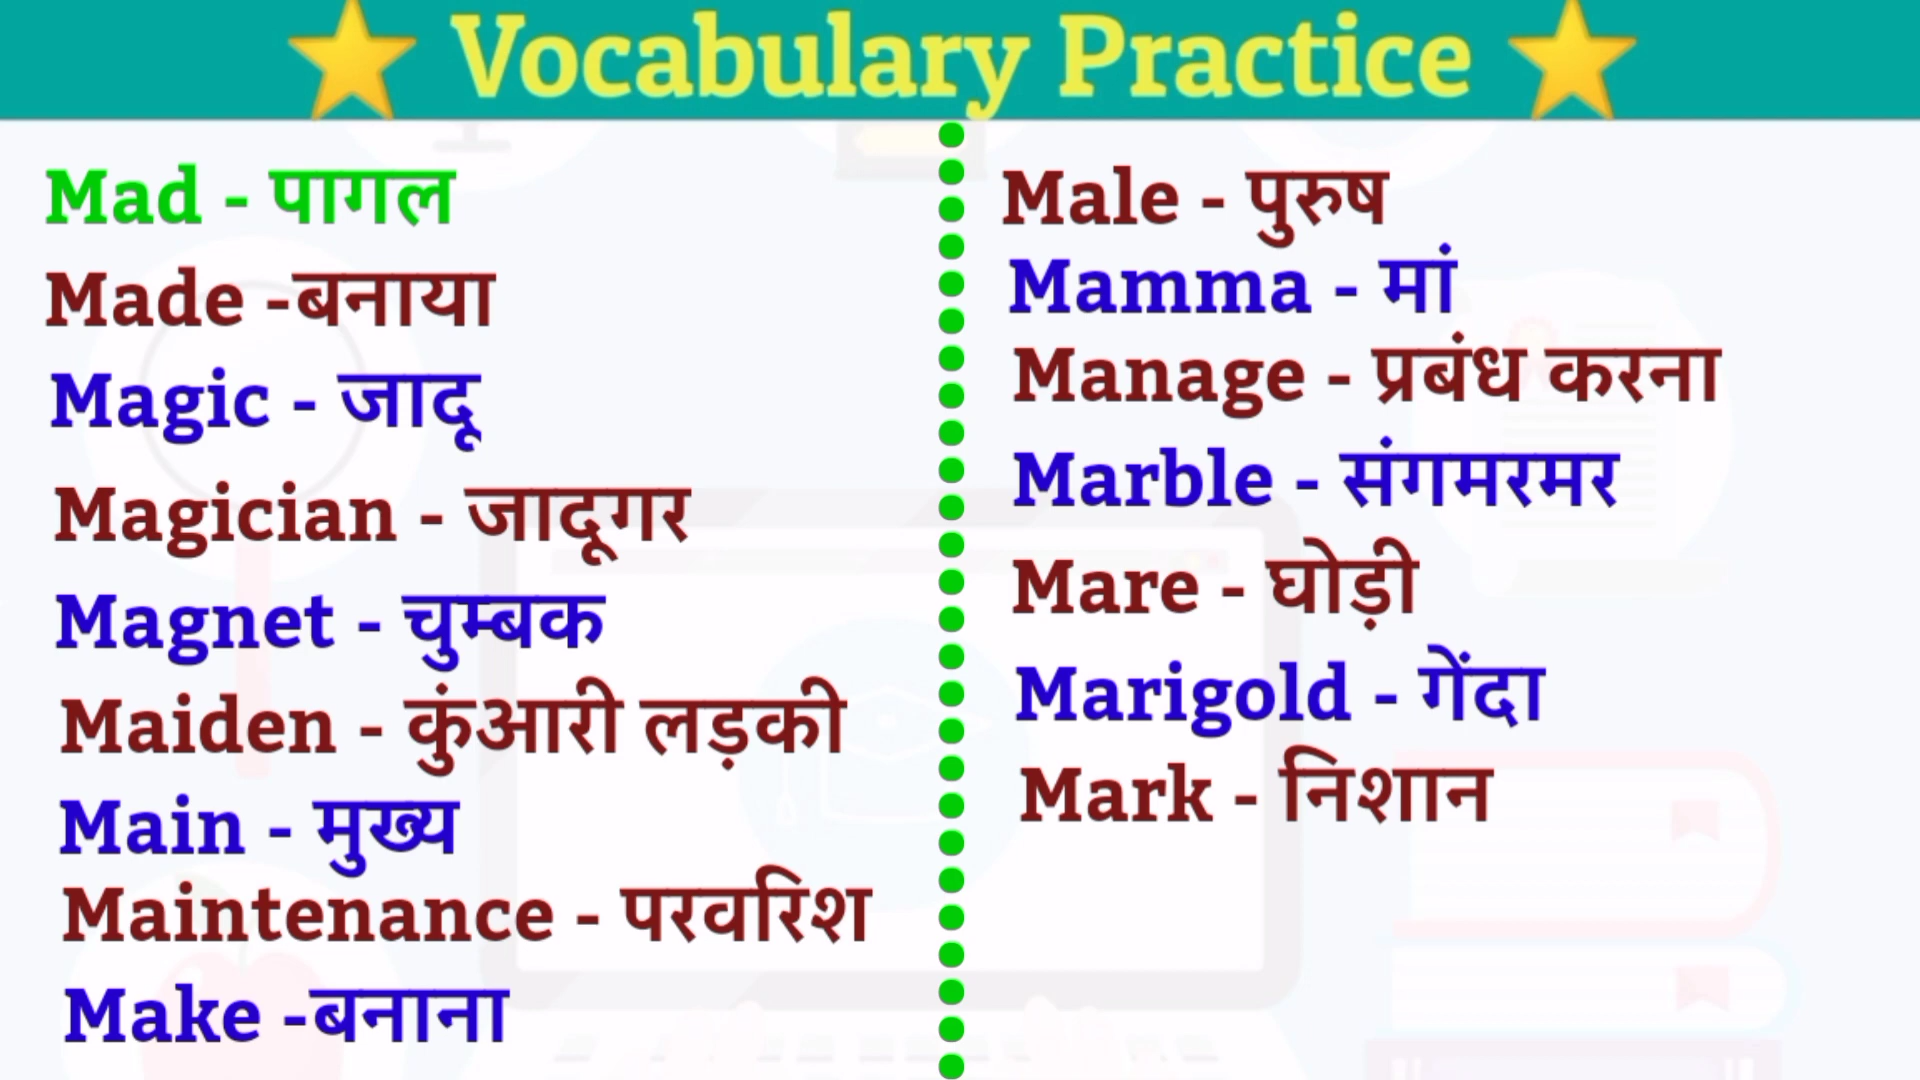 Vocabulary Practice
Mad - पागल
Made -बनाया
Magic - जादू
Magician - जादूगर
Magnet - चुम्बक
Maiden - कुंआरी लड़की
Main - मुख्य
Maintenance - परवरिश
Make -बनाना
Male - पुरुष
Mamma - मां
Manage - प्रबंध करना
Marble - संगमरमर
Mare - घोड़ी
Marigold - गेंदा
Mark - निशान